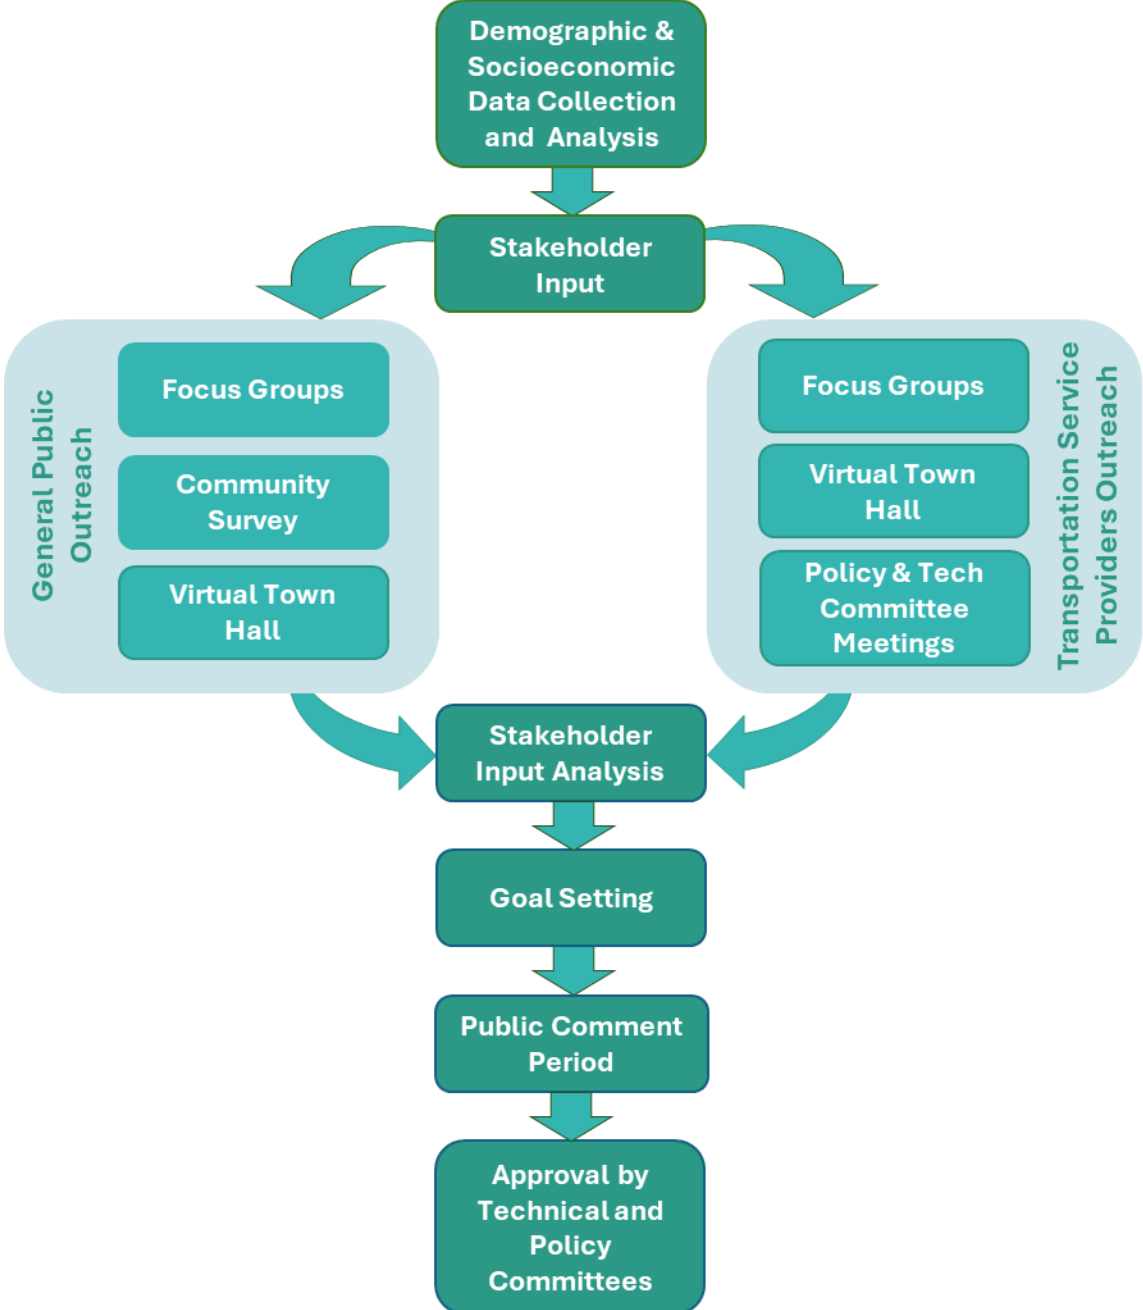 Demographic &
Socioeconomic
Data Collection
and Analysis
Stakeholder
Input
General Public
Outreach
Focus Groups
Community
Survey
Virtual Town
Hall
Focus Groups
Virtual Town
Hall
Policy & Tech
Committee
Meetings
Transportation Service
Providers Outreach
Stakeholder
Input Analysis
Goal Setting
Public Comment
Period
Approval by
Technical and
Policy
Committees